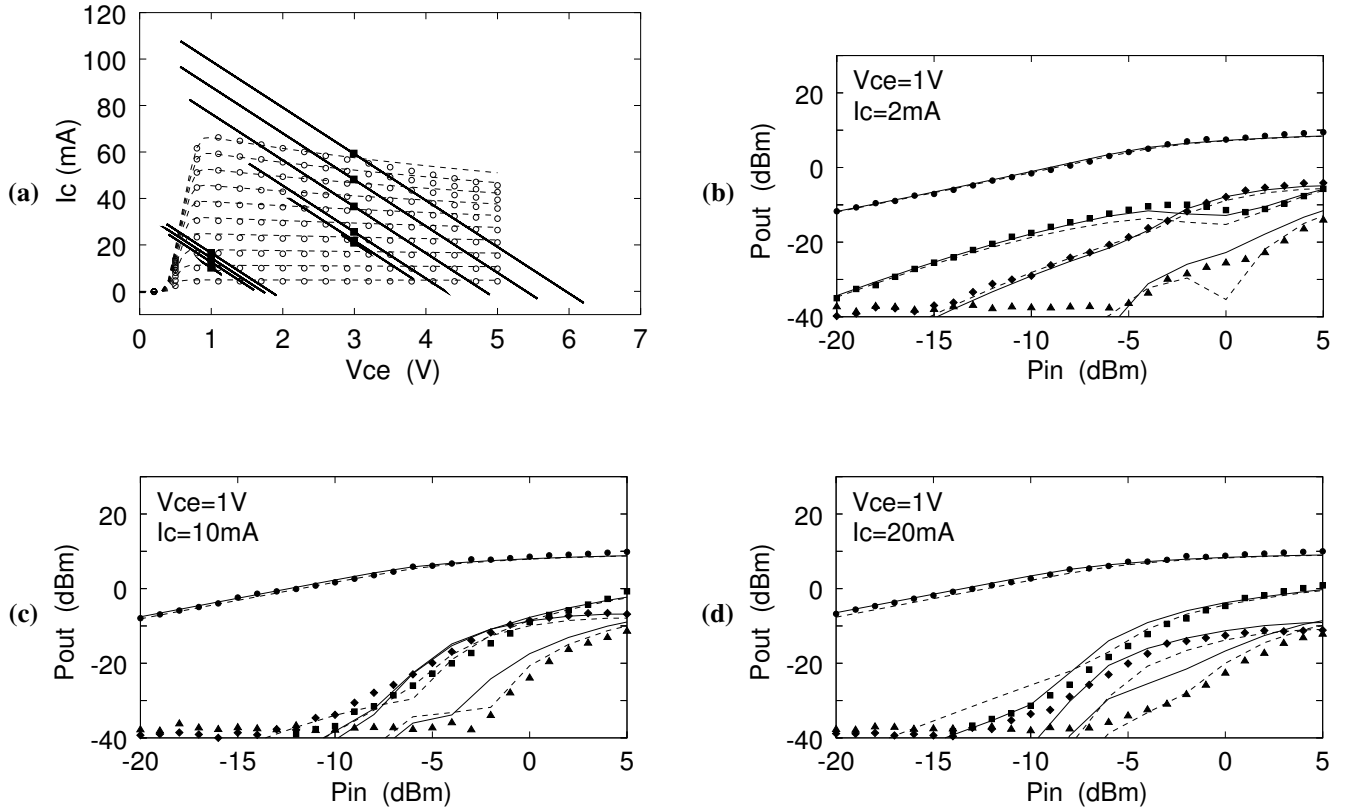 (a)
Ic (mA)
120
100
80
60
40
20
0
0 1 2 3 4 5 6 7
Vce (V)
(b)
Pout (dBm)
Vce=1V
Ic=2mA
20
0
-20
-40
-20 -15 -10 -5 0 5
Pin (dBm)
(c)
Pout (dBm)
Vce=1V
Ic=10mA
20
0
-20
-40
-20 -15 -10 -5 0 5
Pin (dBm)
(d)
Pout (dBm)
Vce=1V
Ic=20mA
20
0
-20
-40
-20 -15 -10 -5 0 5
Pin (dBm)